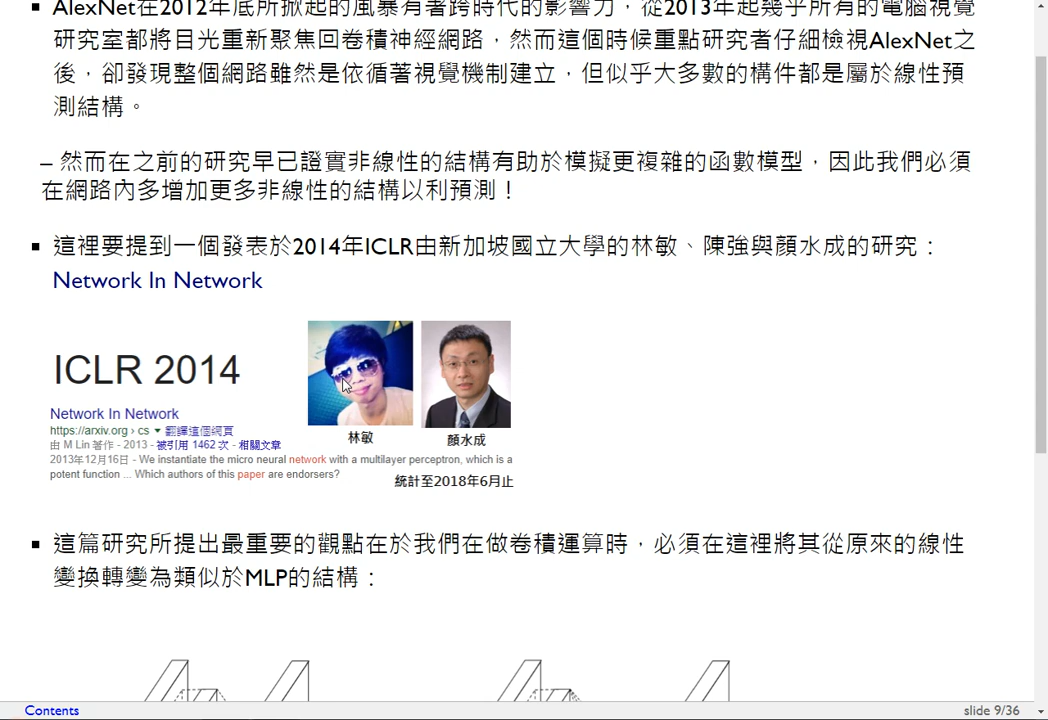 AlexNet在2012年底所掀起的風暴有著跨時代的影響力，從2013年起幾乎所有的電腦視覺
研究室都將目光重新聚焦回卷積神經網路，然而這個時候重點研究者仔細檢視AlexNet之
後，卻發現整個網路雖然是依循著視覺機制建立，但似乎大多數的構件都是屬於線性預
測結構。
– 然而在之前的研究早已證實非線性的結構有助於模擬更複雜的函數模型，因此我們必須
在網路內多增加更多非線性的結構以利預測！
這裡要提到一個發表於2014年ICLR由新加坡國立大學的林敏、陳強與顏水成的研究：
Network In Network
ICLR 2014
Network In Network
https://arxiv.org › cs ▼ 翻譯這個網頁
由 M Lin 著作 - 2013 - 被引用 1462 次 - 相關文章
2013年12月16日 - We instantiate the micro neural network with a multilayer perceptron, which is a
potent function ... Which authors of this paper are endorsers?
林敏
顏水成
統計至2018年6月止
這篇研究所提出最重要的觀點在於我們在做卷積運算時，必須在這裡將其從原來的線性
變換轉變為類似於MLP的結構：
Contents
slide 9/36